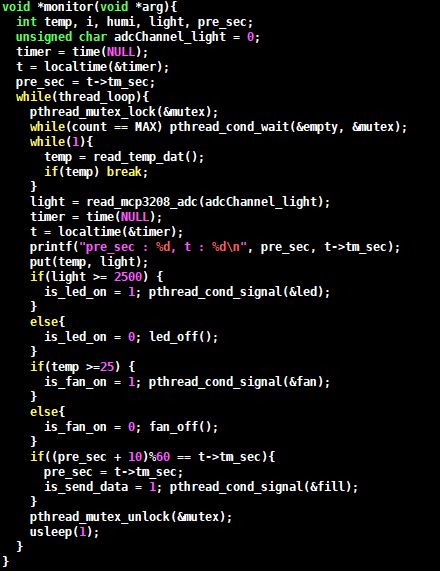 void *monitor(void *arg){
  int temp, i, humi, light, pre_sec;
  unsigned char adcChannel_light = 0;
  timer = time(NULL);
  t = localtime(&timer);
  pre_sec = t->tm_sec;
  while(thread_loop){
    pthread_mutex_lock(&mutex);
    while(count == MAX) pthread_cond_wait(&empty, &mutex);
    while(1){
      temp = read_temp_dat();
      if(temp) break;
    }
    light = read_mcp3208_adc(adcChannel_light);
    timer = time(NULL);
    t = localtime(&timer);
    printf("pre_sec : %d, t : %d\n", pre_sec, t->tm_sec);
    put(temp, light);
    if(light >= 2500) {
      is_led_on = 1; pthread_cond_signal(&led);
    }
    else{
      is_led_on = 0; led_off();
    }
    if(temp >=25) {
      is_fan_on = 1; pthread_cond_signal(&fan);
    }
    else{
      is_fan_on = 0; fan_off();
    }
    if((pre_sec + 10)%60 == t->tm_sec){
      pre_sec = t->tm_sec;
      is_send_data = 1; pthread_cond_signal(&fill);
    }
    pthread_mutex_unlock(&mutex);
    usleep(1);
  }
}